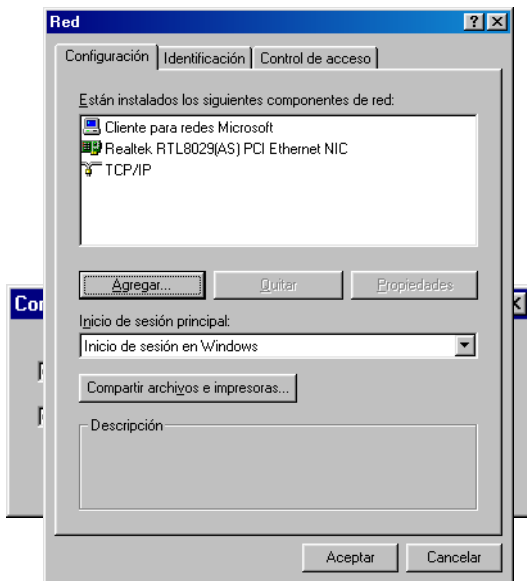 Red
Configuración Identificación Control de acceso
Están instalados los siguientes componentes de red:
Cliente para redes Microsoft
Realtek RTL8029(AS) PCI Ethernet NIC
TCP/IP
Agregar... Quitar Propiedades
Inicio de sesión principal:
Inicio de sesión en Windows
Compartir archivos e impresoras...
Descripción
Aceptar Cancelar